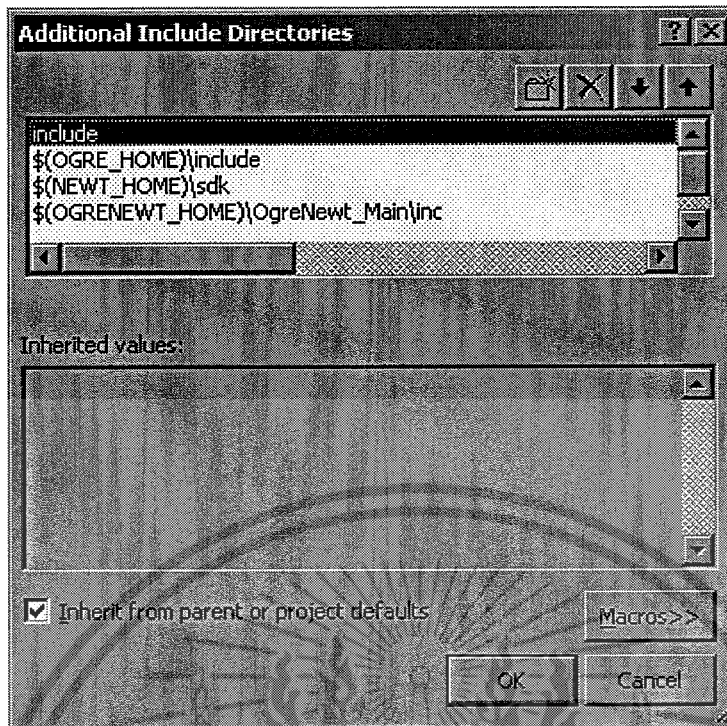 Additional Include Directories
include
$(OGRE_HOME)\include
$(NEWT_HOME)\sdk
$(OGRENEWT_HOME)\OgreNewt_Main\inc
Inherited values:
Inherit from parent or project defaults
Macros>>
OK
Cancel